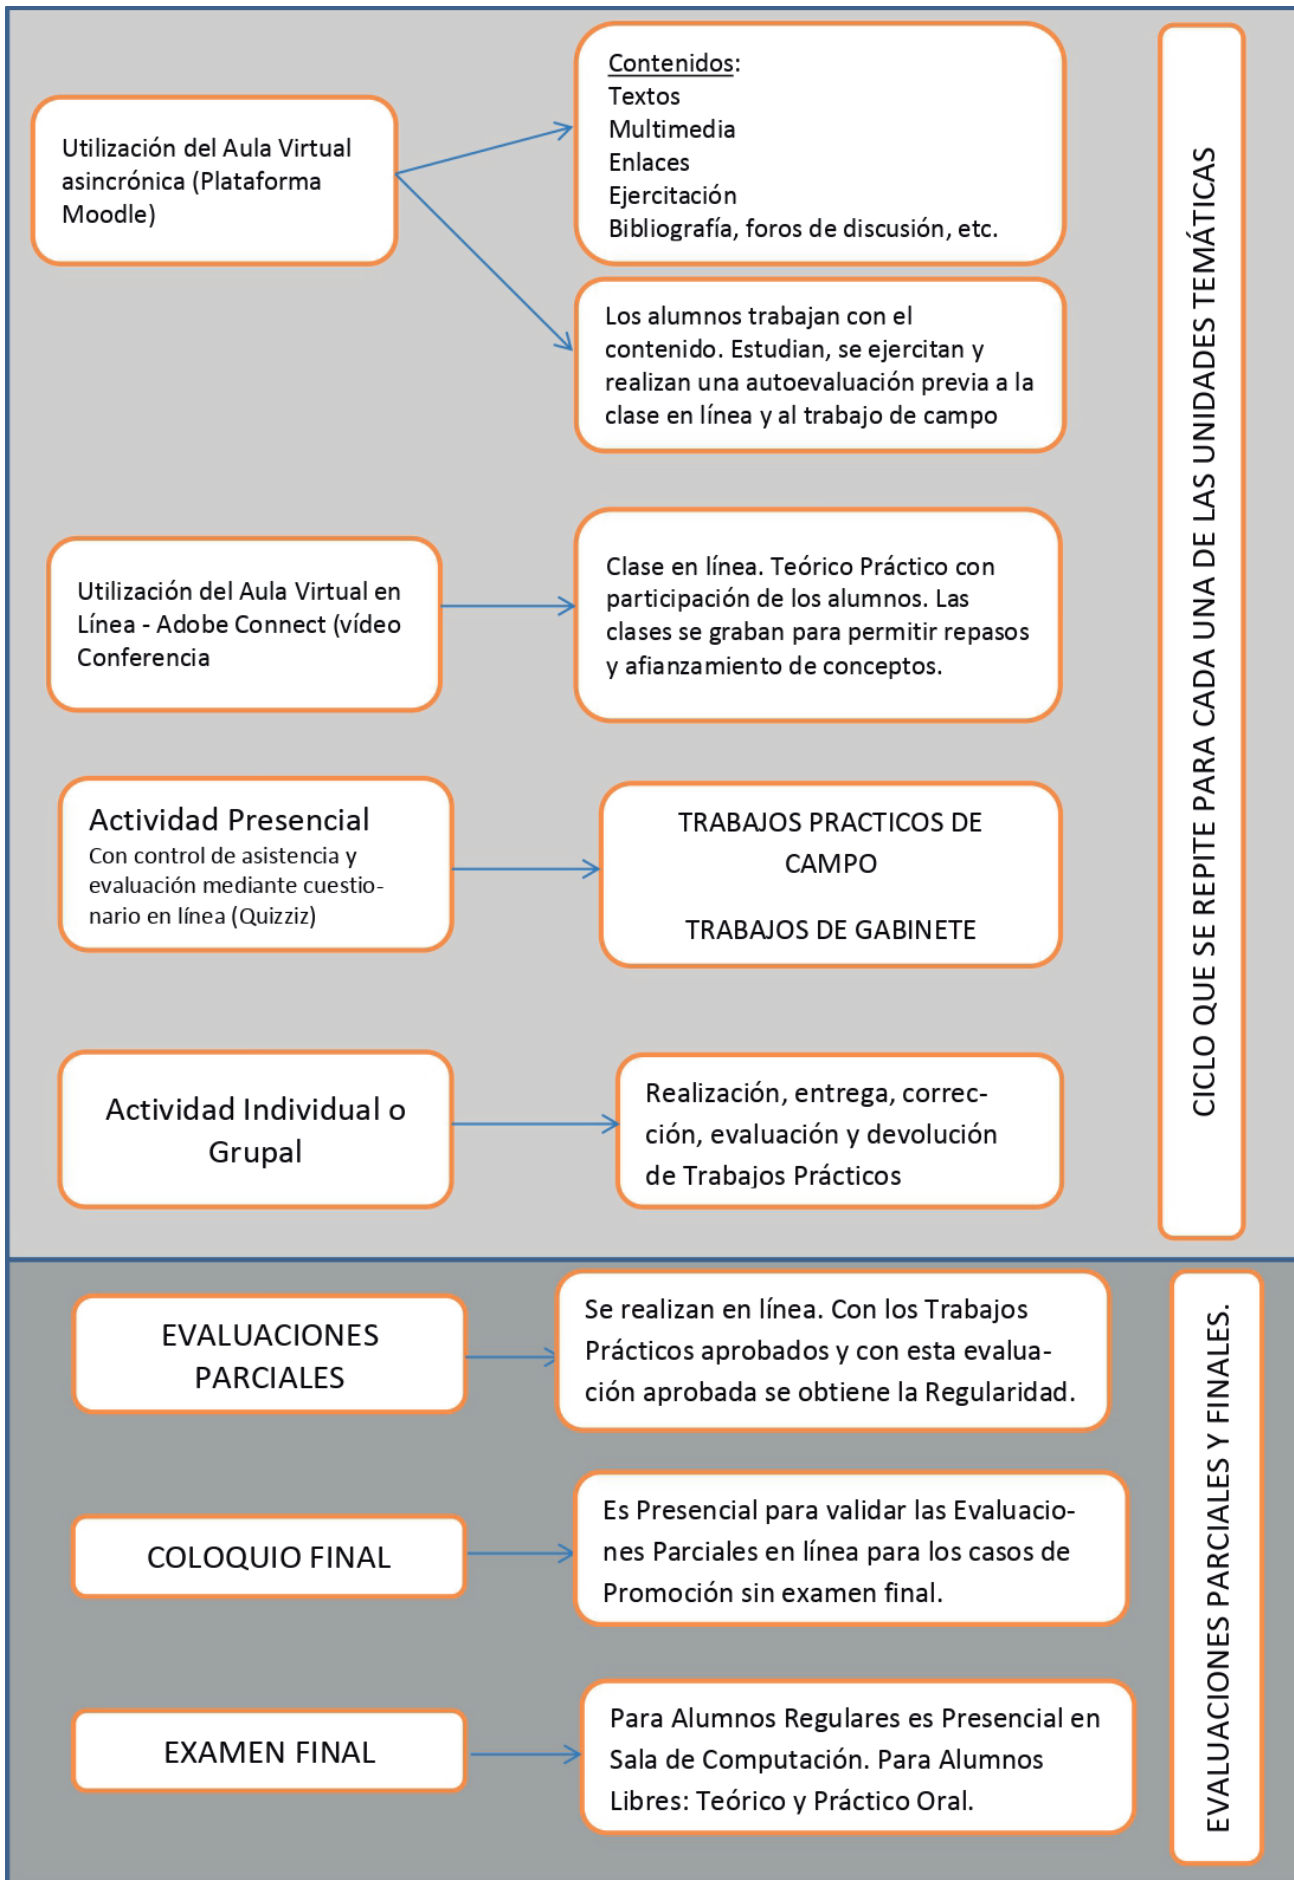 Utilización del Aula Virtual
asincrónica (Plataforma
Moodle)
Contenidos:
Textos
Multimedia
Enlaces
Ejercitación
Bibliografía, foros de discusión, etc.
Los alumnos trabajan con el
contenido. Estudian, se ejercitan y
realizan una autoevaluación previa a la
clase en línea y al trabajo de campo
Utilización del Aula Virtual en
Línea - Adobe Connect (vídeo
Conferencia
Clase en línea. Teórico Práctico con
participación de los alumnos. Las
clases se graban para permitir repasos
y afianzamiento de conceptos.
Actividad Presencial
Con control de asistencia y
evaluación mediante cuestio-
nario en línea (Quizziz)
TRABAJOS PRACTICOS DE
CAMPO
TRABAJOS DE GABINETE
Actividad Individual o
Grupal
Realización, entrega, correc-
ción, evaluación y devolución
de Trabajos Prácticos
CICLO QUE SE REPITE PARA CADA UNA DE LAS UNIDADES TEMÁTICAS
EVALUACIONES
PARCIALES
Se realizan en línea. Con los Trabajos
Prácticos aprobados y con esta evalua-
ción aprobada se obtiene la Regularidad.
COLOQUIO FINAL
Es Presencial para validar las Evaluacio-
nes Parciales en línea para los casos de
Promoción sin examen final.
EXAMEN FINAL
Para Alumnos Regulares es Presencial en
Sala de Computación. Para Alumnos
Libres: Teórico y Práctico Oral.
EVALUACIONES PARCIALES Y FINALES.